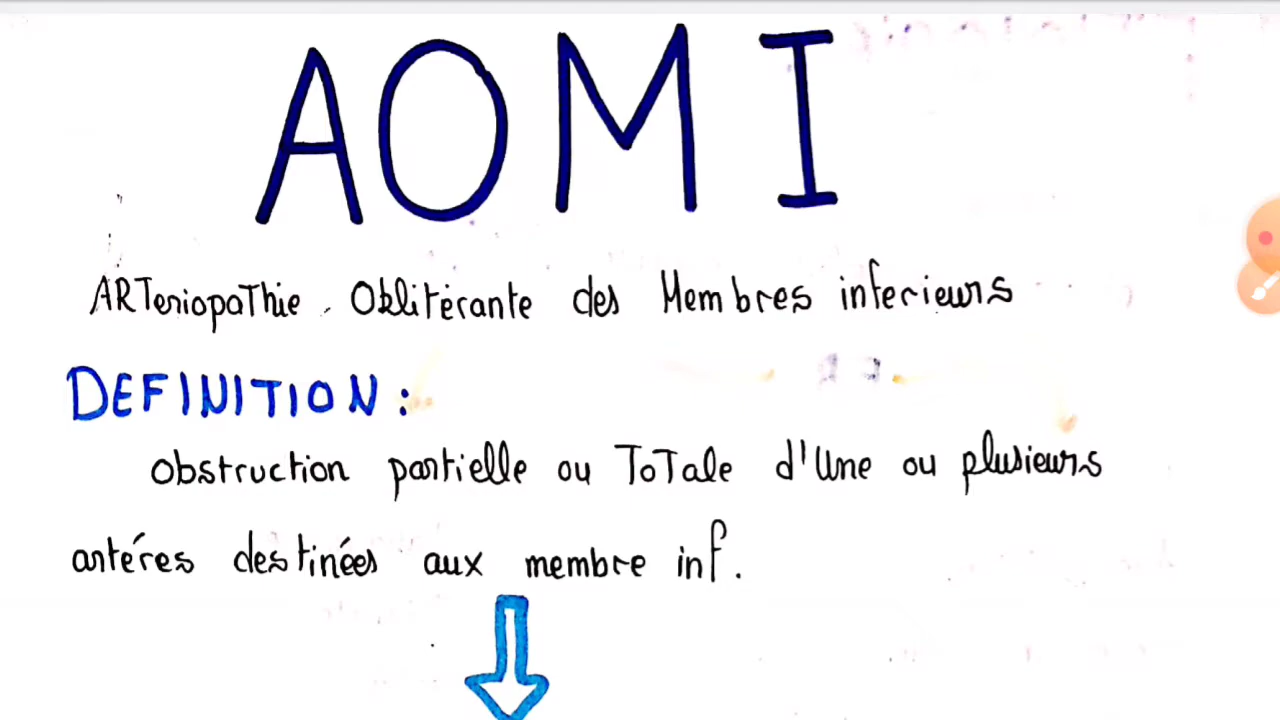 AOMI
ARTeriopaThie Oblitérante des Membres inferieurs
DEFINITION :
Obstruction partielle ou ToTale d'Une ou plusieurs
artéres destinées aux membre inf.